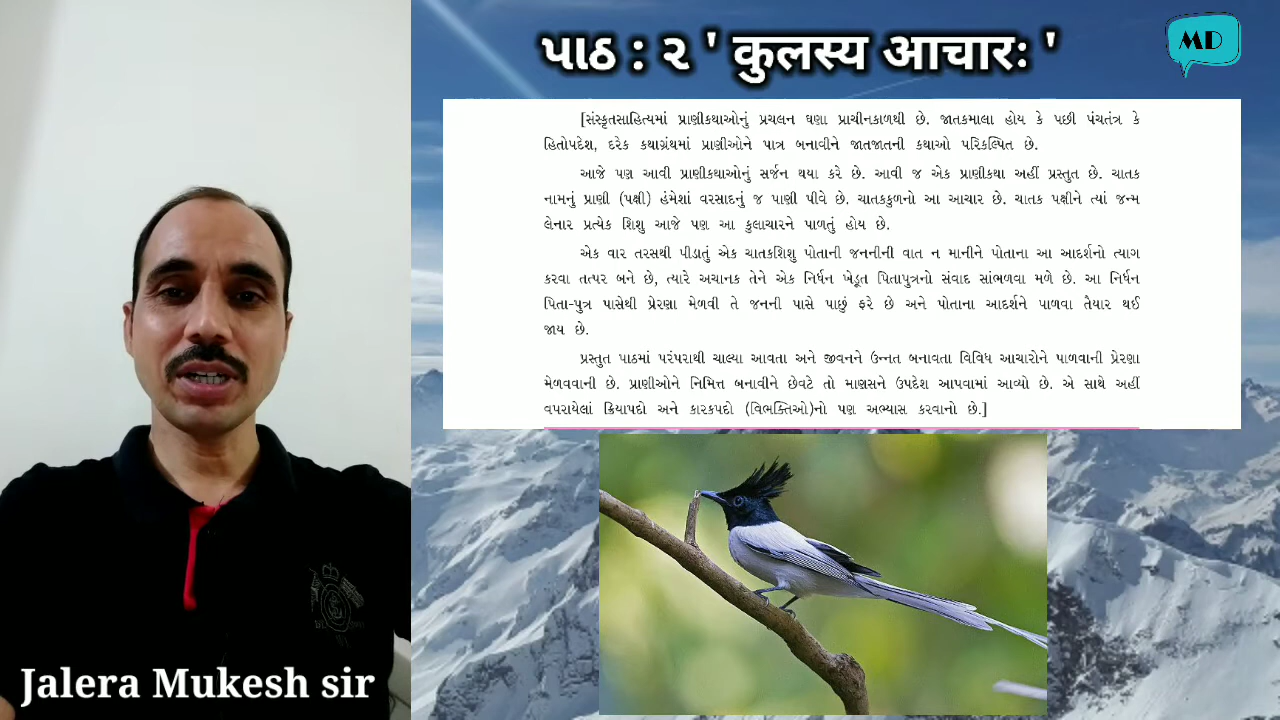 પાઠ : ૨ ' कुलस्य आचारः '
MD
[સંસ્કૃતસાહિત્યમાં પ્રાણીકથાઓનું પ્રચલન ઘણા પ્રાચીનકાળથી છે. જાતકમાલા હોય કે પછી પંચતંત્ર કે
હિતોપદેશ, દરેક કથાગ્રંથમાં પ્રાણીઓને પાત્ર બનાવીને જાતજાતની કથાઓ પરિકલ્પિત છે.
આજે પણ આવી પ્રાણીકથાઓનું સર્જન થયા કરે છે. આવી જ એક પ્રાણીકથા અહીં પ્રસ્તુત છે. ચાતક
નામનું પ્રાણી (પક્ષી) હંમેશાં વરસાદનું જ પાણી પીવે છે. ચાતકકુળનો આ આચાર છે. ચાતક પક્ષીને ત્યાં જન્મ
લેનાર પ્રત્યેક શિશુ આજે પણ આ કુલાચારને પાળતું હોય છે.
એક વાર તરસથી પીડાતું એક ચાતકશિશુ પોતાની જનનીની વાત ન માનીને પોતાના આ આદર્શનો ત્યાગ
કરવા તત્પર બને છે, ત્યારે અચાનક તેને એક નિર્ધન ખેડૂત પિતાપુત્રનો સંવાદ સાંભળવા મળે છે. આ નિર્ધન
પિતા-પુત્ર પાસેથી પ્રેરણા મેળવી તે જનની પાસે પાછું ફરે છે અને પોતાના આદર્શને પાળવા તૈયાર થઈ
જાય છે.
પ્રસ્તુત પાઠમાં પરંપરાથી ચાલ્યા આવતા અને જીવનને ઉન્નત બનાવતા વિવિધ આચારોને પાળવાની પ્રેરણા
મેળવવાની છે. પ્રાણીઓને નિમિત્ત બનાવીને છેવટે તો માણસને ઉપદેશ આપવામાં આવ્યો છે. એ સાથે અહીં
વપરાયેલાં ક્રિયાપદો અને કારકપદો (વિભક્તિઓ)નો પણ અભ્યાસ કરવાનો છે.]
Jalera Mukesh sir